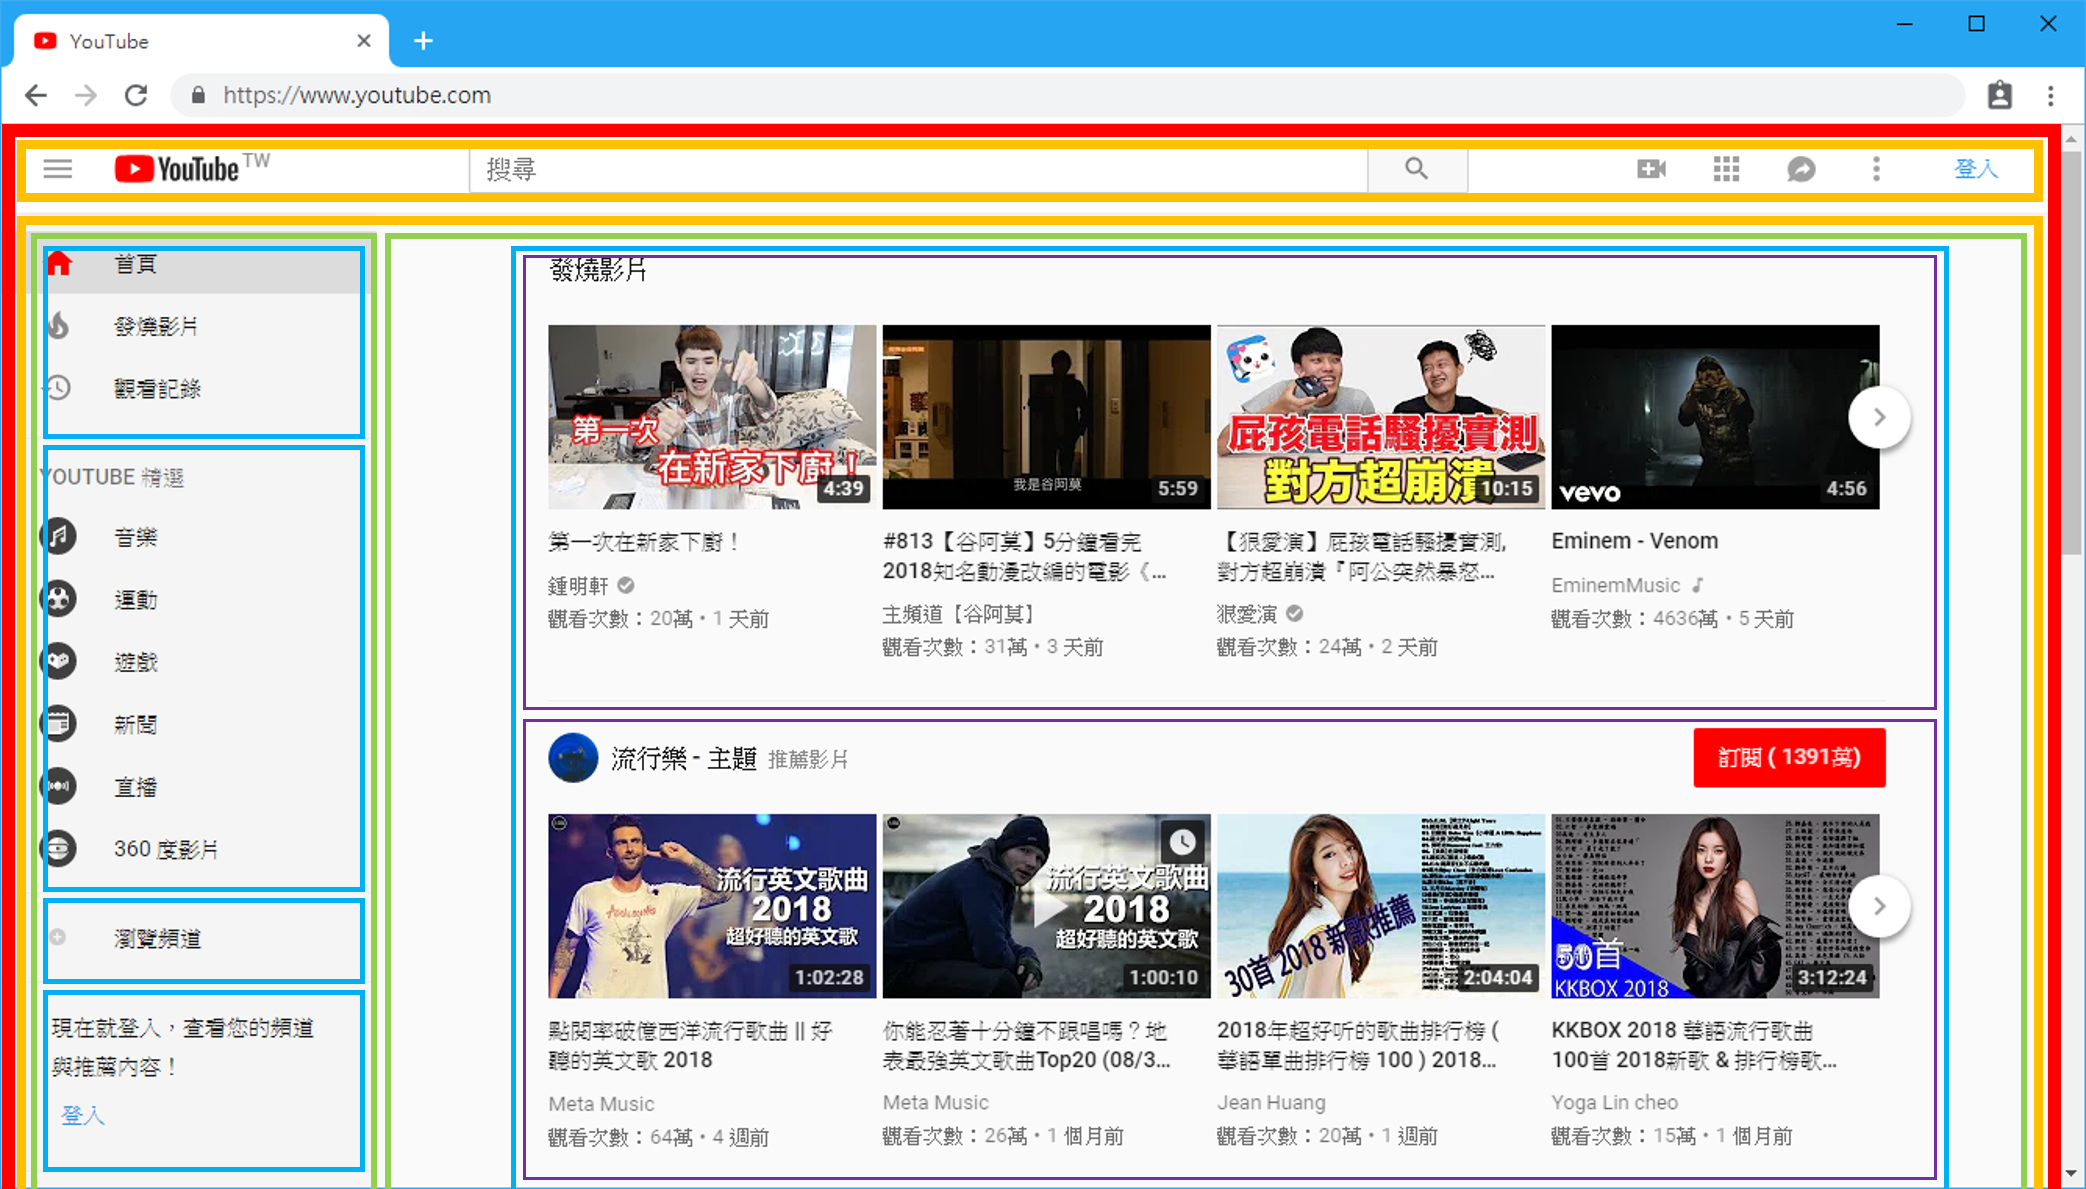 YouTube
https://www.youtube.com
YouTube TW
搜尋
登入
首頁
發燒影片
觀看記錄
YOUTUBE 精選
音樂
運動
遊戲
新聞
直播
360 度影片
瀏覽頻道
現在就登入，查看您的頻道
與推薦內容！
登入
發燒影片
第一次
在新家下廚！
4:39
第一次在新家下廚！
鍾明軒
觀看次數：20萬 • 1 天前
我是谷阿莫
5:59
#813【谷阿莫】5分鐘看完
2018知名動漫改編的電影《...
主頻道【谷阿莫】
觀看次數：31萬 • 3 天前
屁孩電話騷擾實測
對方超崩潰
10:15
【狠愛演】屁孩電話騷擾實測,
對方超崩潰『阿公突然暴怒...
狠愛演
觀看次數：24萬 • 2 天前
vevo
4:56
Eminem - Venom
EminemMusic
觀看次數：4636萬 • 5 天前
流行樂 - 主題 推薦影片
訂閱 ( 1391萬)
流行英文歌曲
2018
超好聽的英文歌
1:02:28
點閱率破億西洋流行歌曲 || 好
聽的英文歌 2018
Meta Music
觀看次數：64萬 • 4 週前
流行英文歌曲
2018
超好聽的英文歌
1:00:10
你能忍著十分鐘不跟唱嗎？地
表最強英文歌曲Top20 (08/3...
Meta Music
觀看次數：26萬 • 1 個月前
30首 2018 新歌推薦
2:04:04
2018年超好听的歌曲排行榜 (
華語單曲排行榜 100 ) 2018...
Jean Huang
觀看次數：20萬 • 1 週前
50首
KKBOX 2018
3:12:24
KKBOX 2018 華語流行歌曲
100首 2018新歌 & 排行榜歌...
Yoga Lin cheo
觀看次數：15萬 • 1 個月前